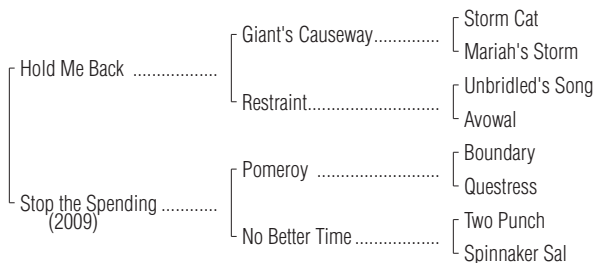 Storm Cat
Giant's Causeway...............
Mariah's Storm
Hold Me Back ..................
Unbridled's Song
Restraint.............................
Avowal
Boundary
Pomeroy ...........................
Questress
Stop the Spending ............
(2009)
Two Punch
No Better Time ...................
Spinnaker Sal